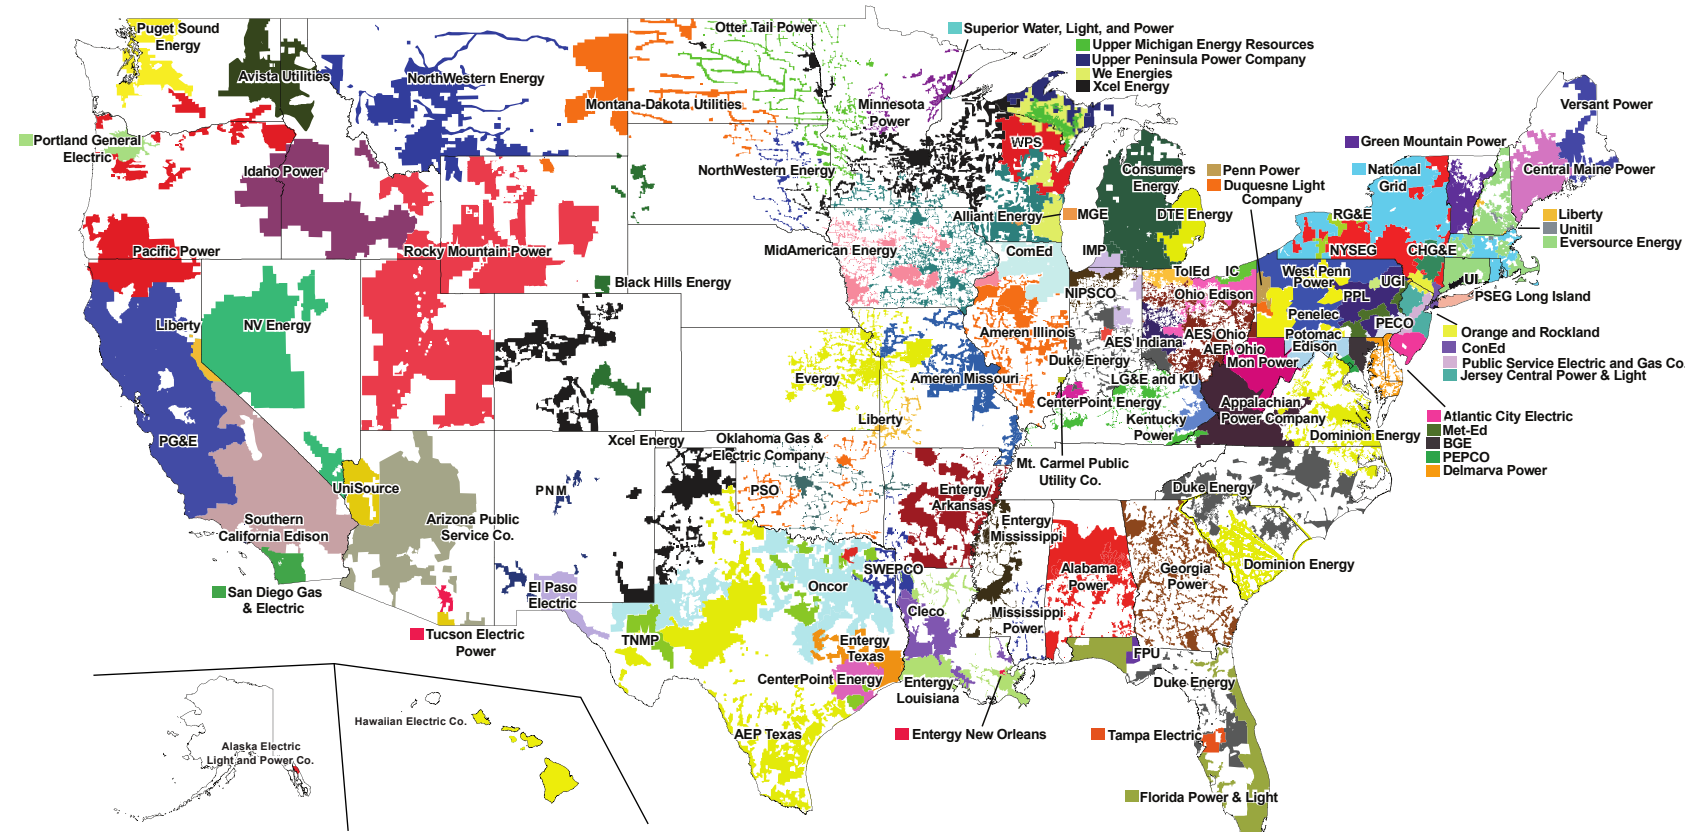 Puget Sound
Energy
Avista Utilities
NorthWestern Energy
Otter Tail Power
Montana-Dakota Utilities
Superior Water, Light, and Power
Upper Michigan Energy Resources
Upper Peninsula Power Company
We Energies
Xcel Energy
Minnesota
Power
Portland General
Electric
Idaho Power
NorthWestern Energy
WPS
Consumers
Energy
Penn Power
Duquesne Light
Company
Green Mountain Power
National
Grid
Versant Power
Central Maine Power
Liberty
Unitil
Eversource Energy
Pacific Power
Rocky Mountain Power
MidAmerican Energy
Alliant Energy
MGE
DTE Energy
RG&E
NYSEG
CHG&E
ComEd
IMP
TolEd
IC
West Penn
Power
UGI
UI
PSEG Long Island
Black Hills Energy
NIPSCO
Ohio Edison
PPL
Penelec
PECO
Liberty
NV Energy
Ameren Illinois
AES Ohio
AES Indiana
AEP Ohio
Potomac
Edison
Mon Power
Duke Energy
Orange and Rockland
ConEd
Public Service Electric and Gas Co.
Jersey Central Power & Light
Evergy
Ameren Missouri
LG&E and KU
CenterPoint Energy
Kentucky
Power
Appalachian
Power Company
Dominion Energy
Atlantic City Electric
Met-Ed
BGE
PEPCO
Delmarva Power
PG&E
Liberty
Xcel Energy
Oklahoma Gas &
Electric Company
Mt. Carmel Public
Utility Co.
UniSource
PNM
PSO
Entergy
Arkansas
Duke Energy
Southern
California Edison
Arizona Public
Service Co.
Entergy
Mississippi
San Diego Gas
& Electric
El Paso
Electric
Oncor
SWEPCO
Alabama
Power
Georgia
Power
Dominion Energy
Tucson Electric
Power
TNMP
Cleco
Mississippi
Power
Entergy
Texas
FPU
CenterPoint Energy
Entergy
Louisiana
Duke Energy
AEP Texas
Entergy New Orleans
Tampa Electric
Florida Power & Light
Hawaiian Electric Co.
Alaska Electric
Light and Power Co.